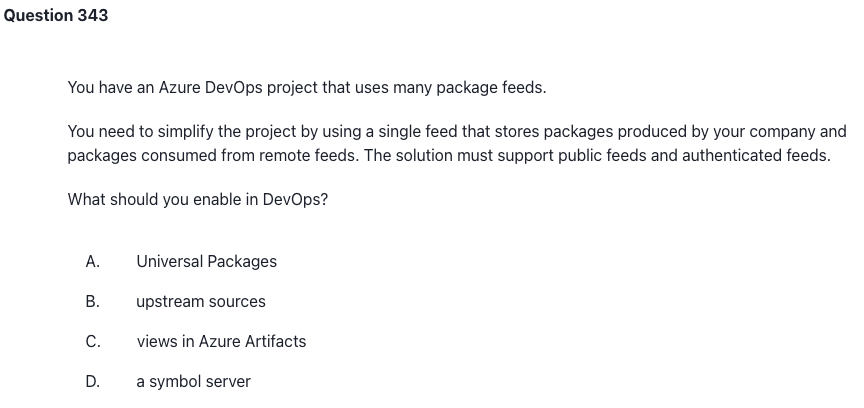 Question 343
You have an Azure DevOps project that uses many package feeds.
You need to simplify the project by using a single feed that stores packages produced by your company and
packages consumed from remote feeds. The solution must support public feeds and authenticated feeds.
What should you enable in DevOps?
A. Universal Packages
B. upstream sources
C. views in Azure Artifacts
D. a symbol server